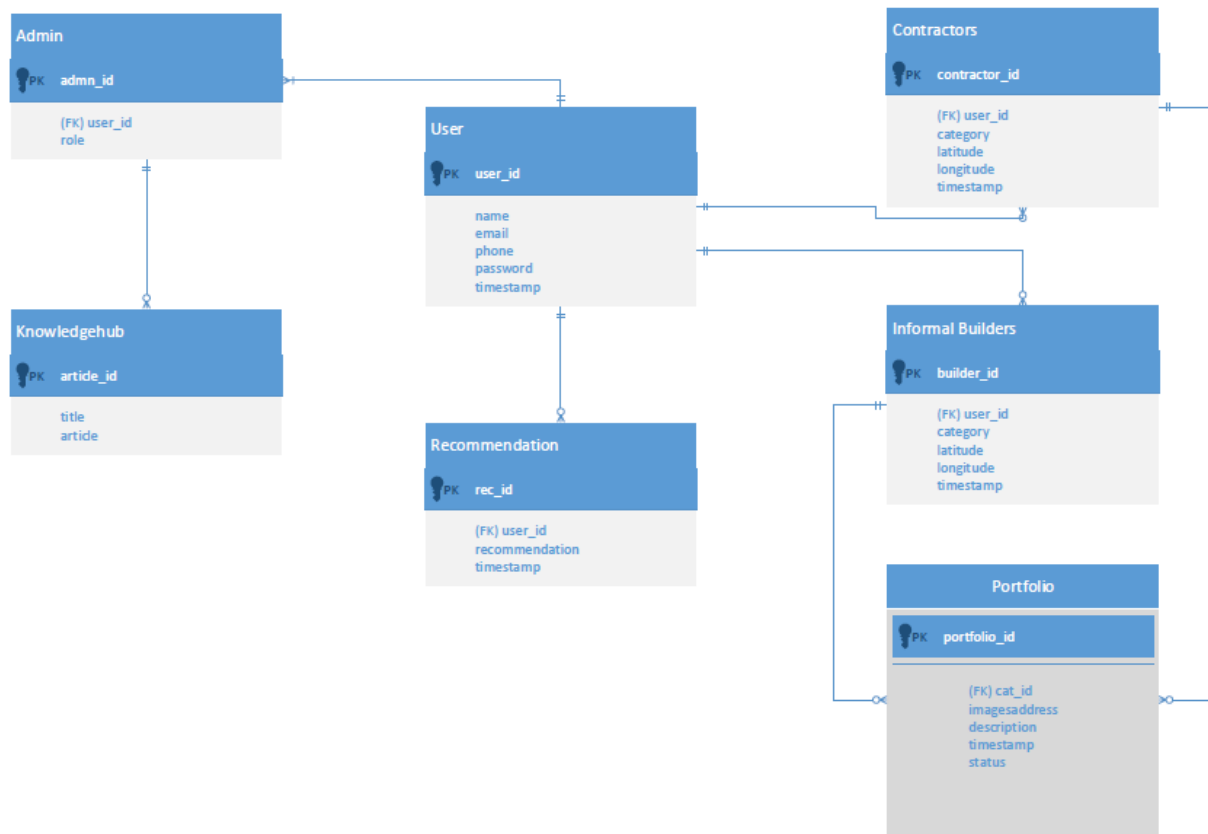 Admin
PK admn_id
(FK) user_id
role
Knowledgehub
PK article_id
title
article
User
PK user_id
name
email
phone
password
timestamp
Recommendation
PK rec_id
(FK) user_id
recommendation
timestamp
Contractors
PK contractor_id
(FK) user_id
category
latitude
longitude
timestamp
Informal Builders
PK builder_id
(FK) user_id
category
latitude
longitude
timestamp
Portfolio
PK portfolio_id
(FK) cat_id
imagesaddress
description
timestamp
status